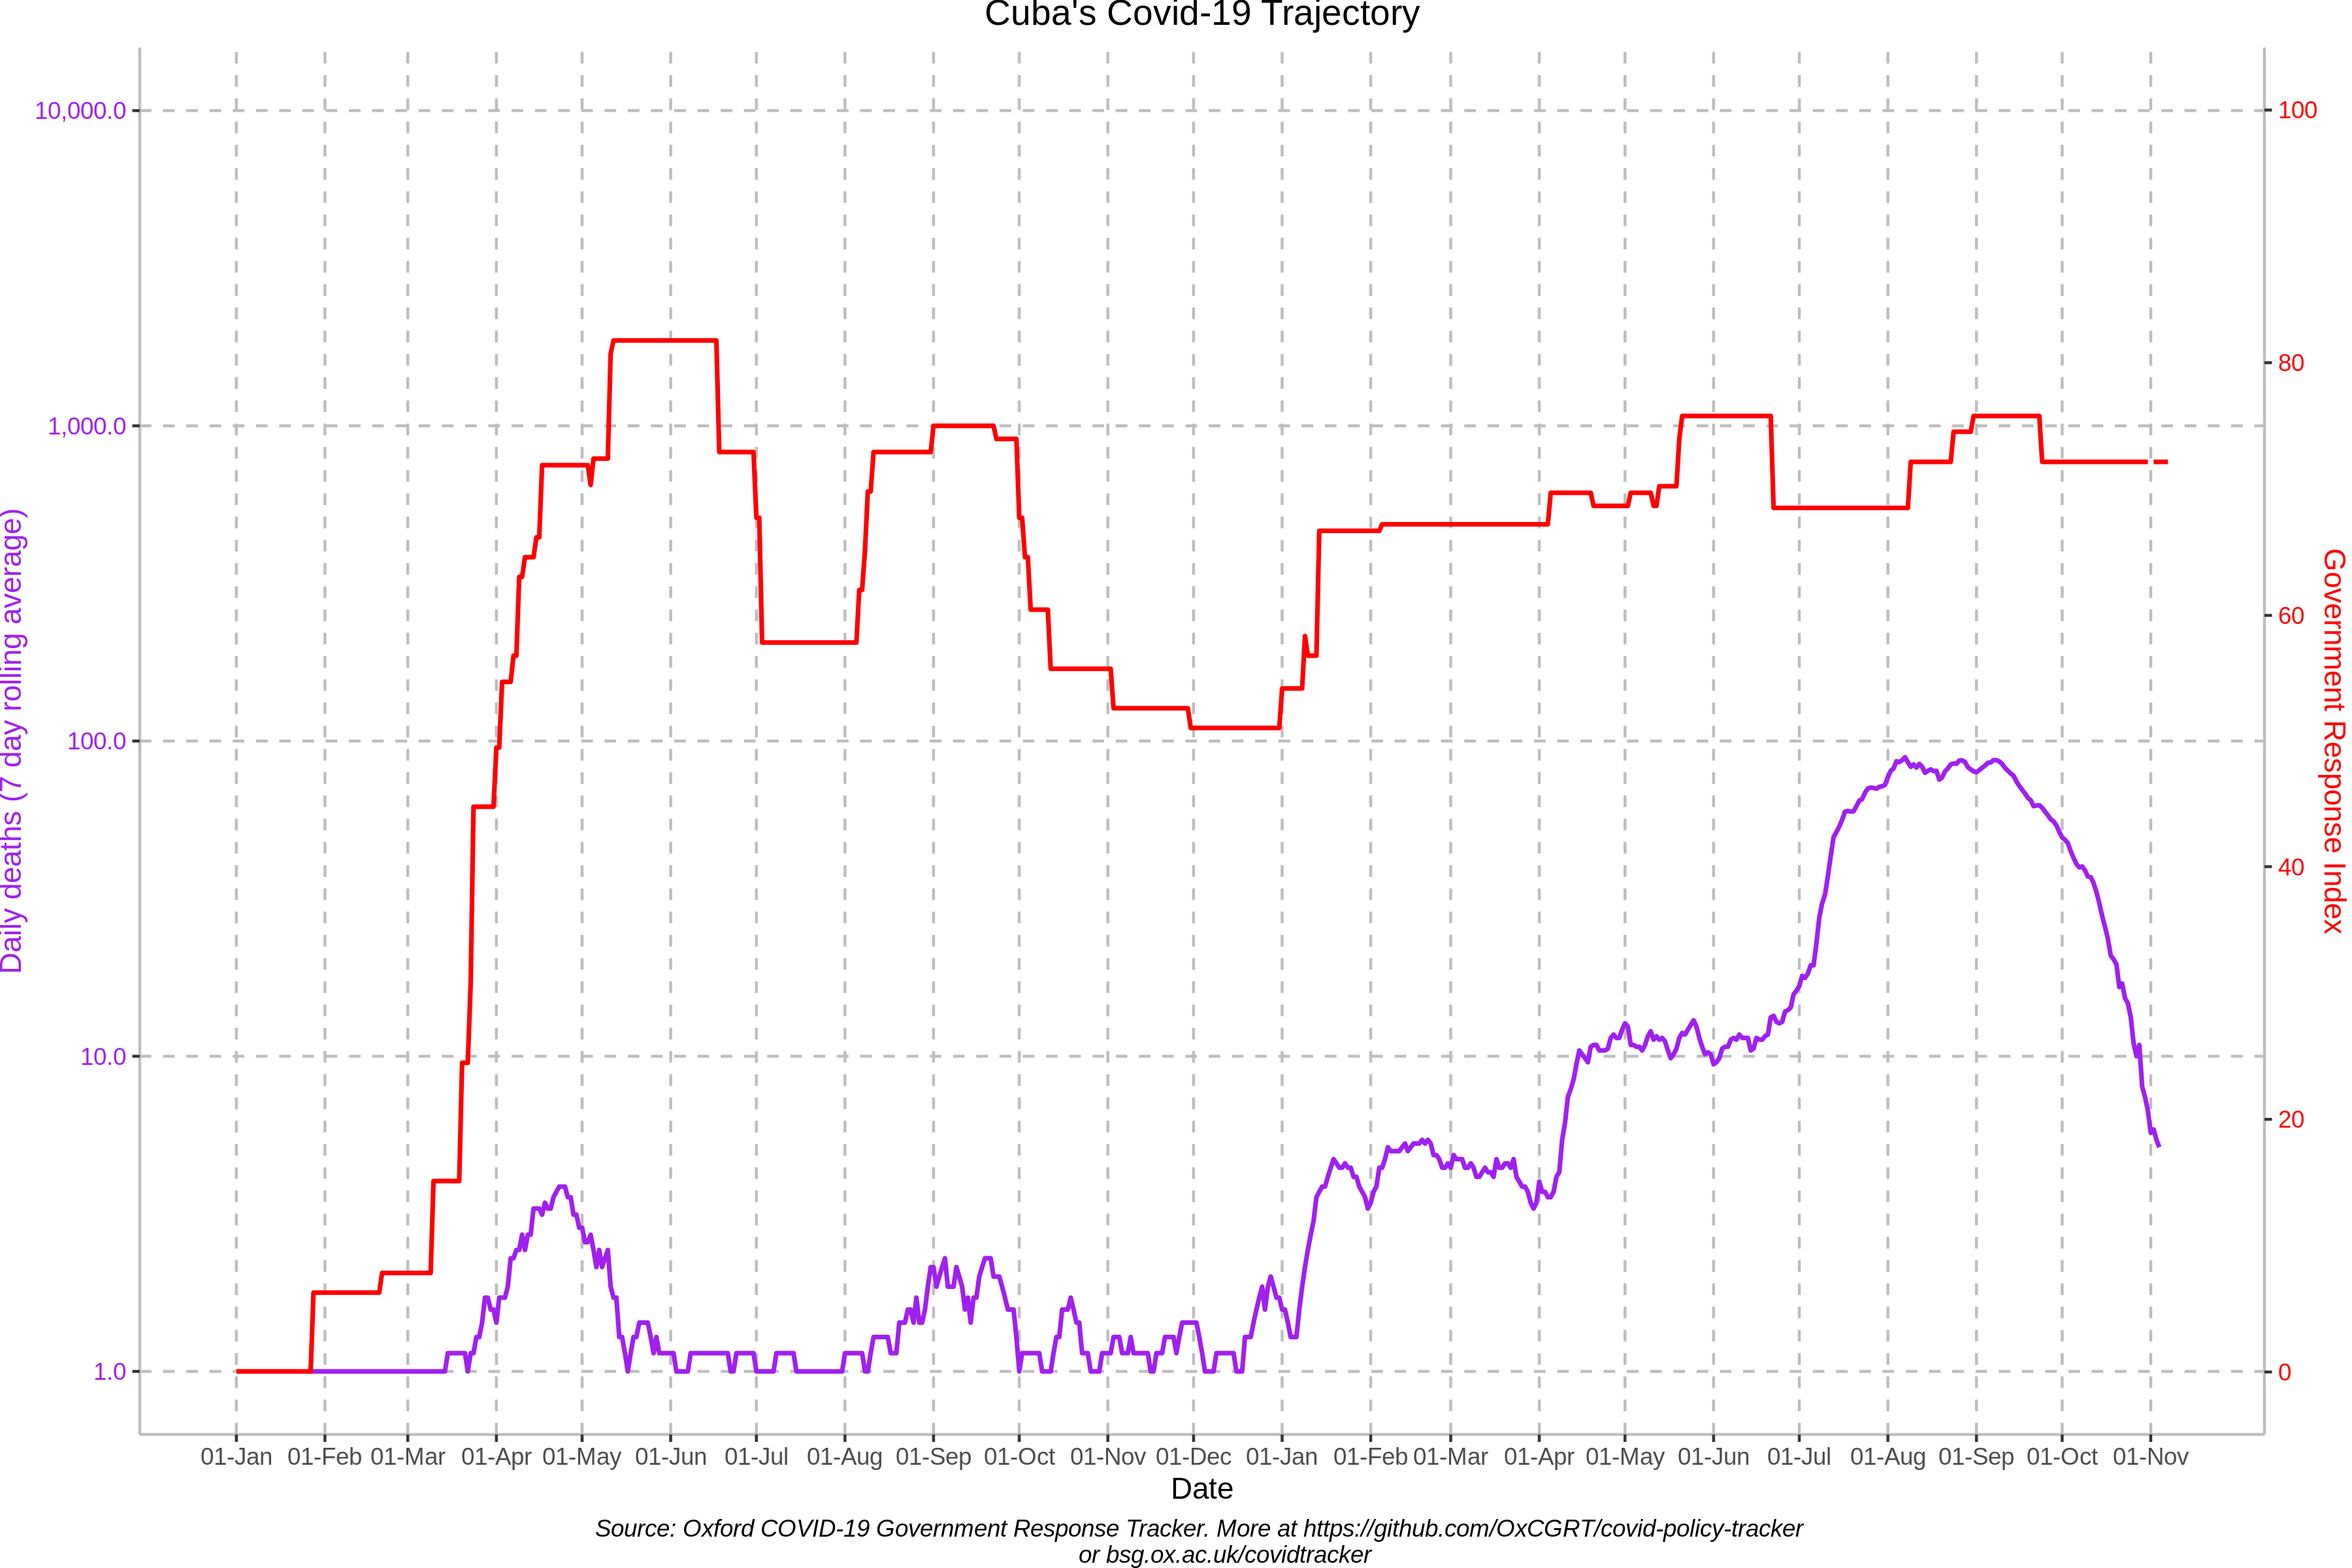 Cuba's Covid-19 Trajectory
Daily deaths (7 day rolling average)
10,000.0
1,000.0
100.0
10.0
1.0
100
80
60
40
20
0
Government Response Index
01-Jan 01-Feb 01-Mar 01-Apr 01-May 01-Jun 01-Jul 01-Aug 01-Sep 01-Oct 01-Nov 01-Dec 01-Jan 01-Feb 01-Mar 01-Apr 01-May 01-Jun 01-Jul 01-Aug 01-Sep 01-Oct 01-Nov
Date
Source: Oxford COVID-19 Government Response Tracker. More at https://github.com/OxCGRT/covid-policy-tracker
or bsg.ox.ac.uk/covidtracker